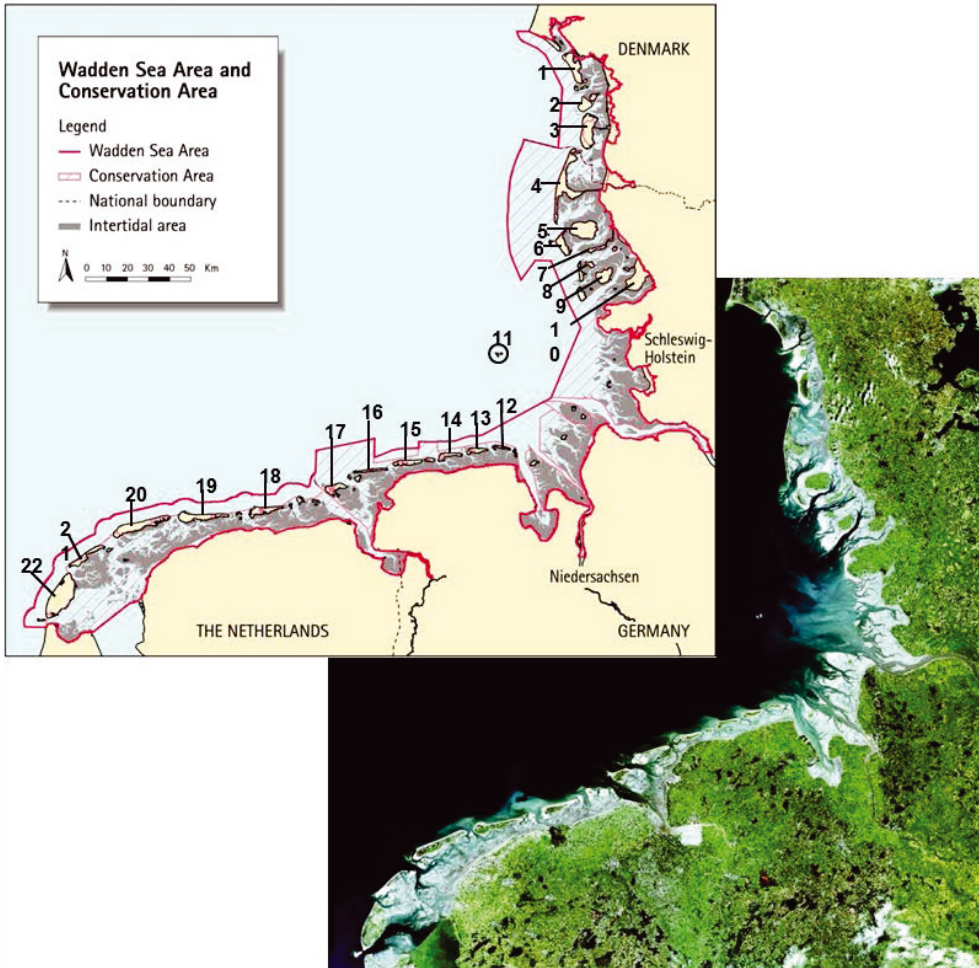 Wadden Sea Area and
Conservation Area
Legend
Wadden Sea Area
Conservation Area
National boundary
Intertidal area
N
0 10 20 30 40 50 Km
DENMARK
1
2
3
4
5
6
7
8
9
1
0
11
Schleswig-
Holstein
12
13
14
15
16
17
18
19
20
2
1
22
Niedersachsen
THE NETHERLANDS
GERMANY